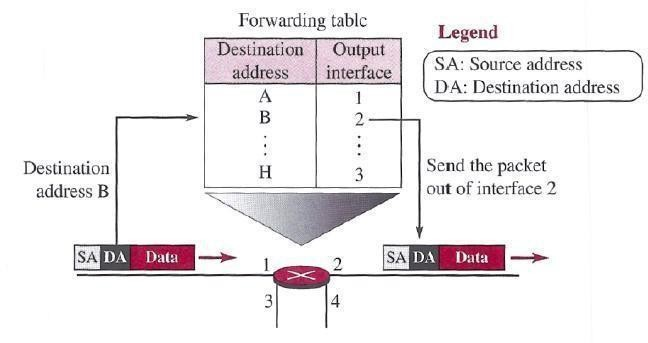 Forwarding table
Legend
SA: Source address
DA: Destination address
Destination address
Output interface
A 1
B 2
H 3
Destination
address B
Send the packet
out of interface 2
SA DA Data
SA DA Data
1 2
3 4